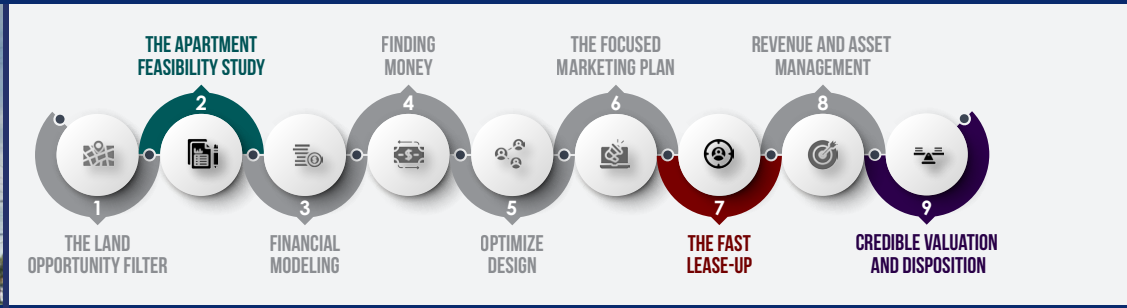 THE APARTMENT
FEASIBILITY STUDY
FINDING
MONEY
THE FOCUSED
MARKETING PLAN
REVENUE AND ASSET
MANAGEMENT
2
4
6
8
1
3
5
7
9
THE LAND
OPPORTUNITY FILTER
FINANCIAL
MODELING
OPTIMIZE
DESIGN
THE FAST
LEASE-UP
CREDIBLE VALUATION
AND DISPOSITION